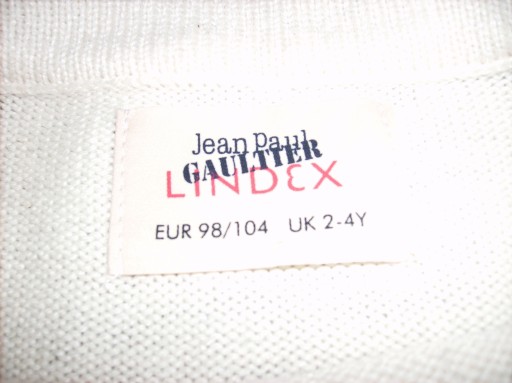 Jean Paul
GAULTIER
LINDEX
EUR 98/104 UK 2-4Y